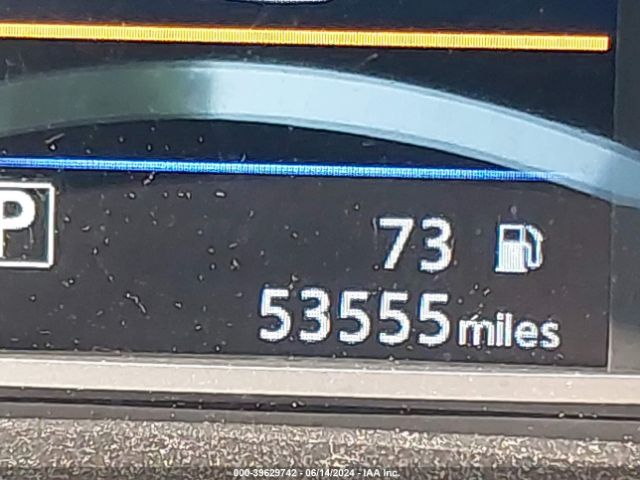 P
73
53555 miles
000-39629742 - 06/14/2024 - IAA Inc.